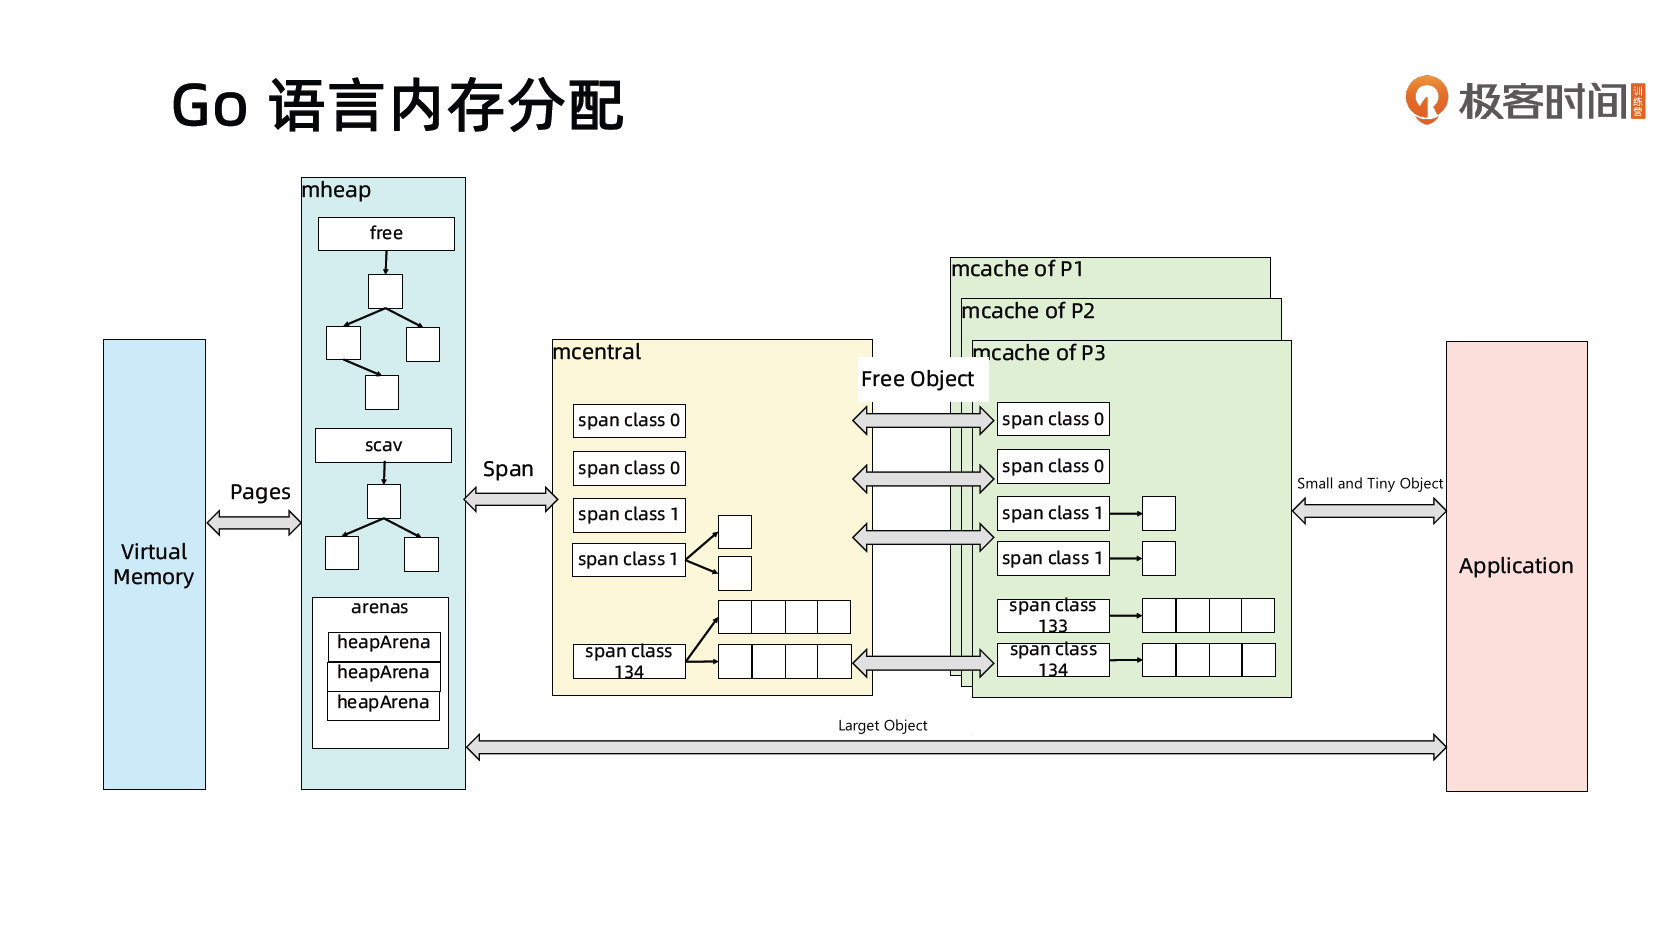 Go 语言内存分配
极客时间
训练营
mheap
free
scav
arenas
heapArena
heapArena
heapArena
Virtual
Memory
Pages
Span
mcentral
span class 0
span class 0
span class 1
span class 1
span class
134
Free Object
mcache of P1
mcache of P2
mcache of P3
span class 0
span class 0
span class 1
span class 1
span class
133
span class
134
Small and Tiny Object
Application
Larget Object